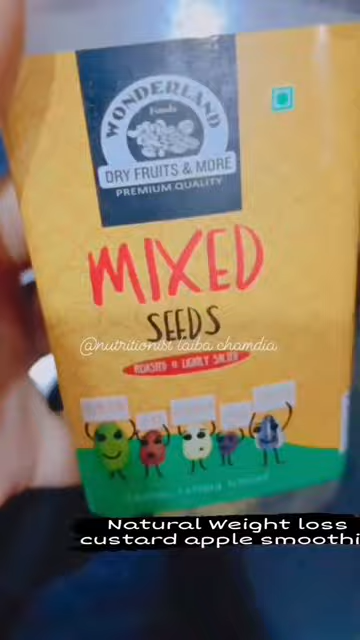 WONDERLAND
Foods
DRY FRUITS & MORE
PREMIUM QUALITY
MIXED
SEEDS
@nutritionist laiba chamdia
ROASTED & LIGHTLY SALTED
Natural Weight loss
custard apple smoothi